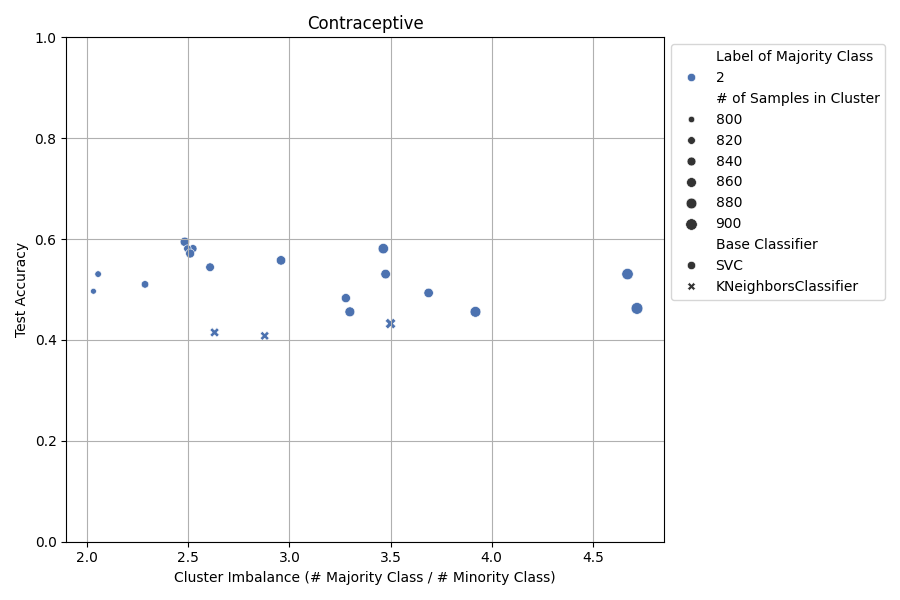 Contraceptive
Test Accuracy
1.0
0.8
0.6
0.4
0.2
0.0
2.0 2.5 3.0 3.5 4.0 4.5
Cluster Imbalance (# Majority Class / # Minority Class)
Label of Majority Class
2
# of Samples in Cluster
800
820
840
860
880
900
Base Classifier
SVC
KNeighborsClassifier